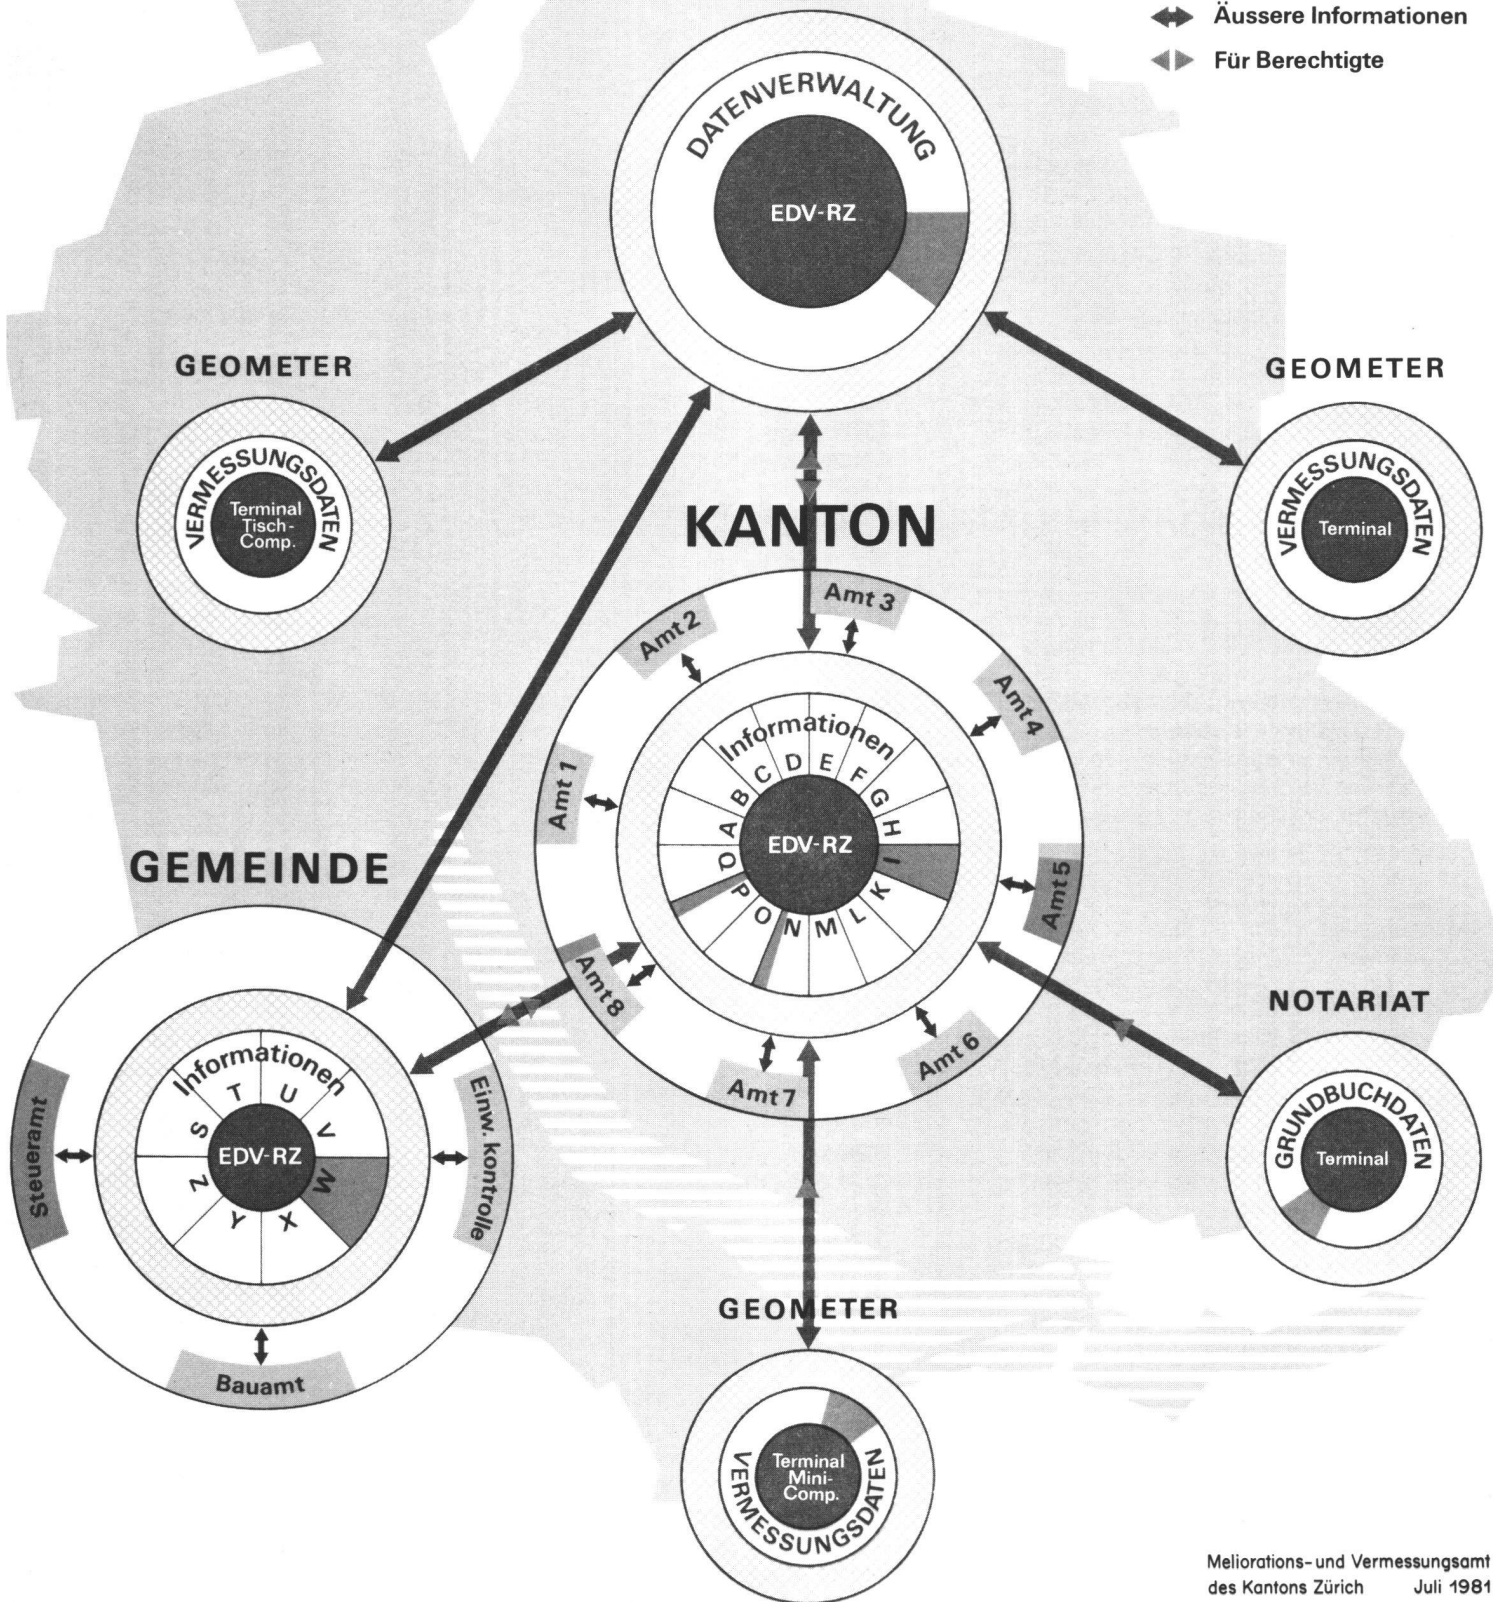 Äussere Informationen
Für Berechtigte
DATENVERWALTUNG
EDV-RZ
GEOMETER
VERMESSUNGSDATEN
Terminal
Tisch-
Comp.
GEOMETER
VERMESSUNGSDATEN
Terminal
KANTON
Amt 1
Amt 2
Amt 3
Amt 4
Amt 5
Amt 6
Amt 7
Amt 8
Informationen
A B C D E F G H I K L M N O P Q
EDV-RZ
GEMEINDE
Steueramt
Einw. kontrolle
Bauamt
Informationen
S T U V W X Y Z
EDV-RZ
NOTARIAT
GRUNDBUCHDATEN
Terminal
GEOMETER
Terminal
Mini-
Comp.
VERMESSUNGSDATEN
Meliorations- und Vermessungsamt
des Kantons Zürich Juli 1981